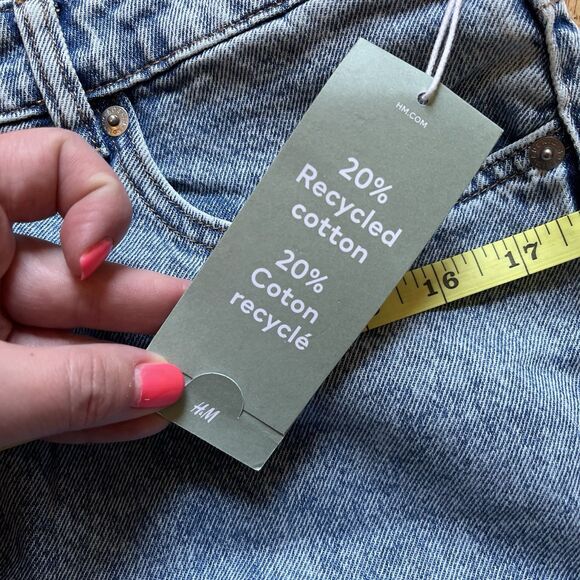 HM.COM
20%
Recycled
cotton
20%
Coton
recyclé
H&M
16
17